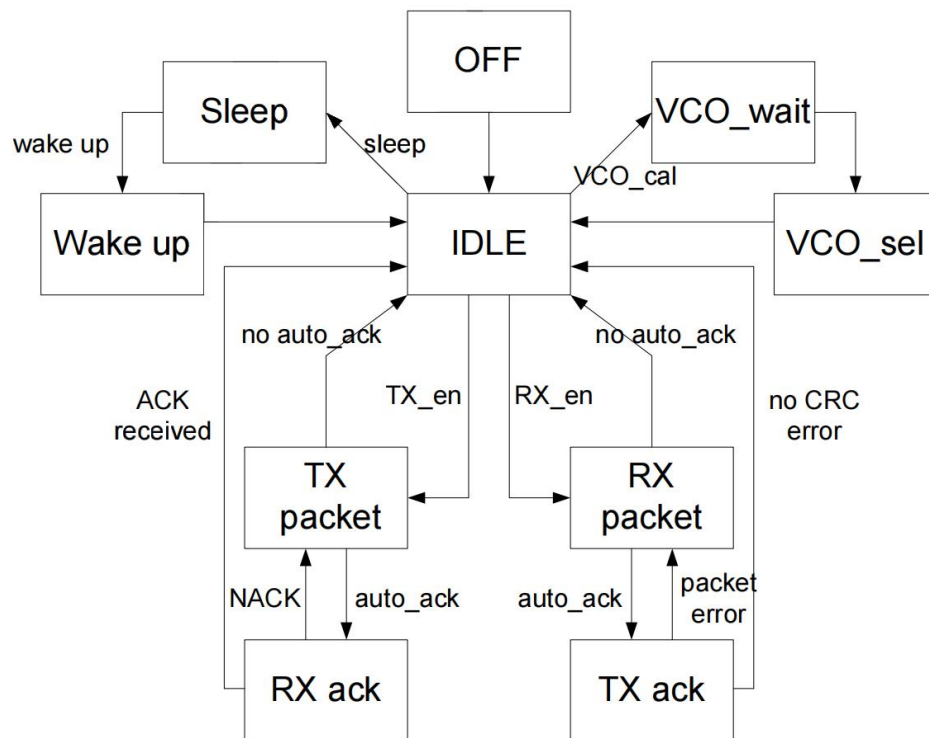 OFF
Sleep
VCO_wait
wake up
sleep
VCO_cal
Wake up
IDLE
VCO_sel
no auto_ack
no auto_ack
TX_en
RX_en
ACK
received
no CRC
error
TX
packet
RX
packet
NACK
auto_ack
auto_ack
packet
error
RX ack
TX ack